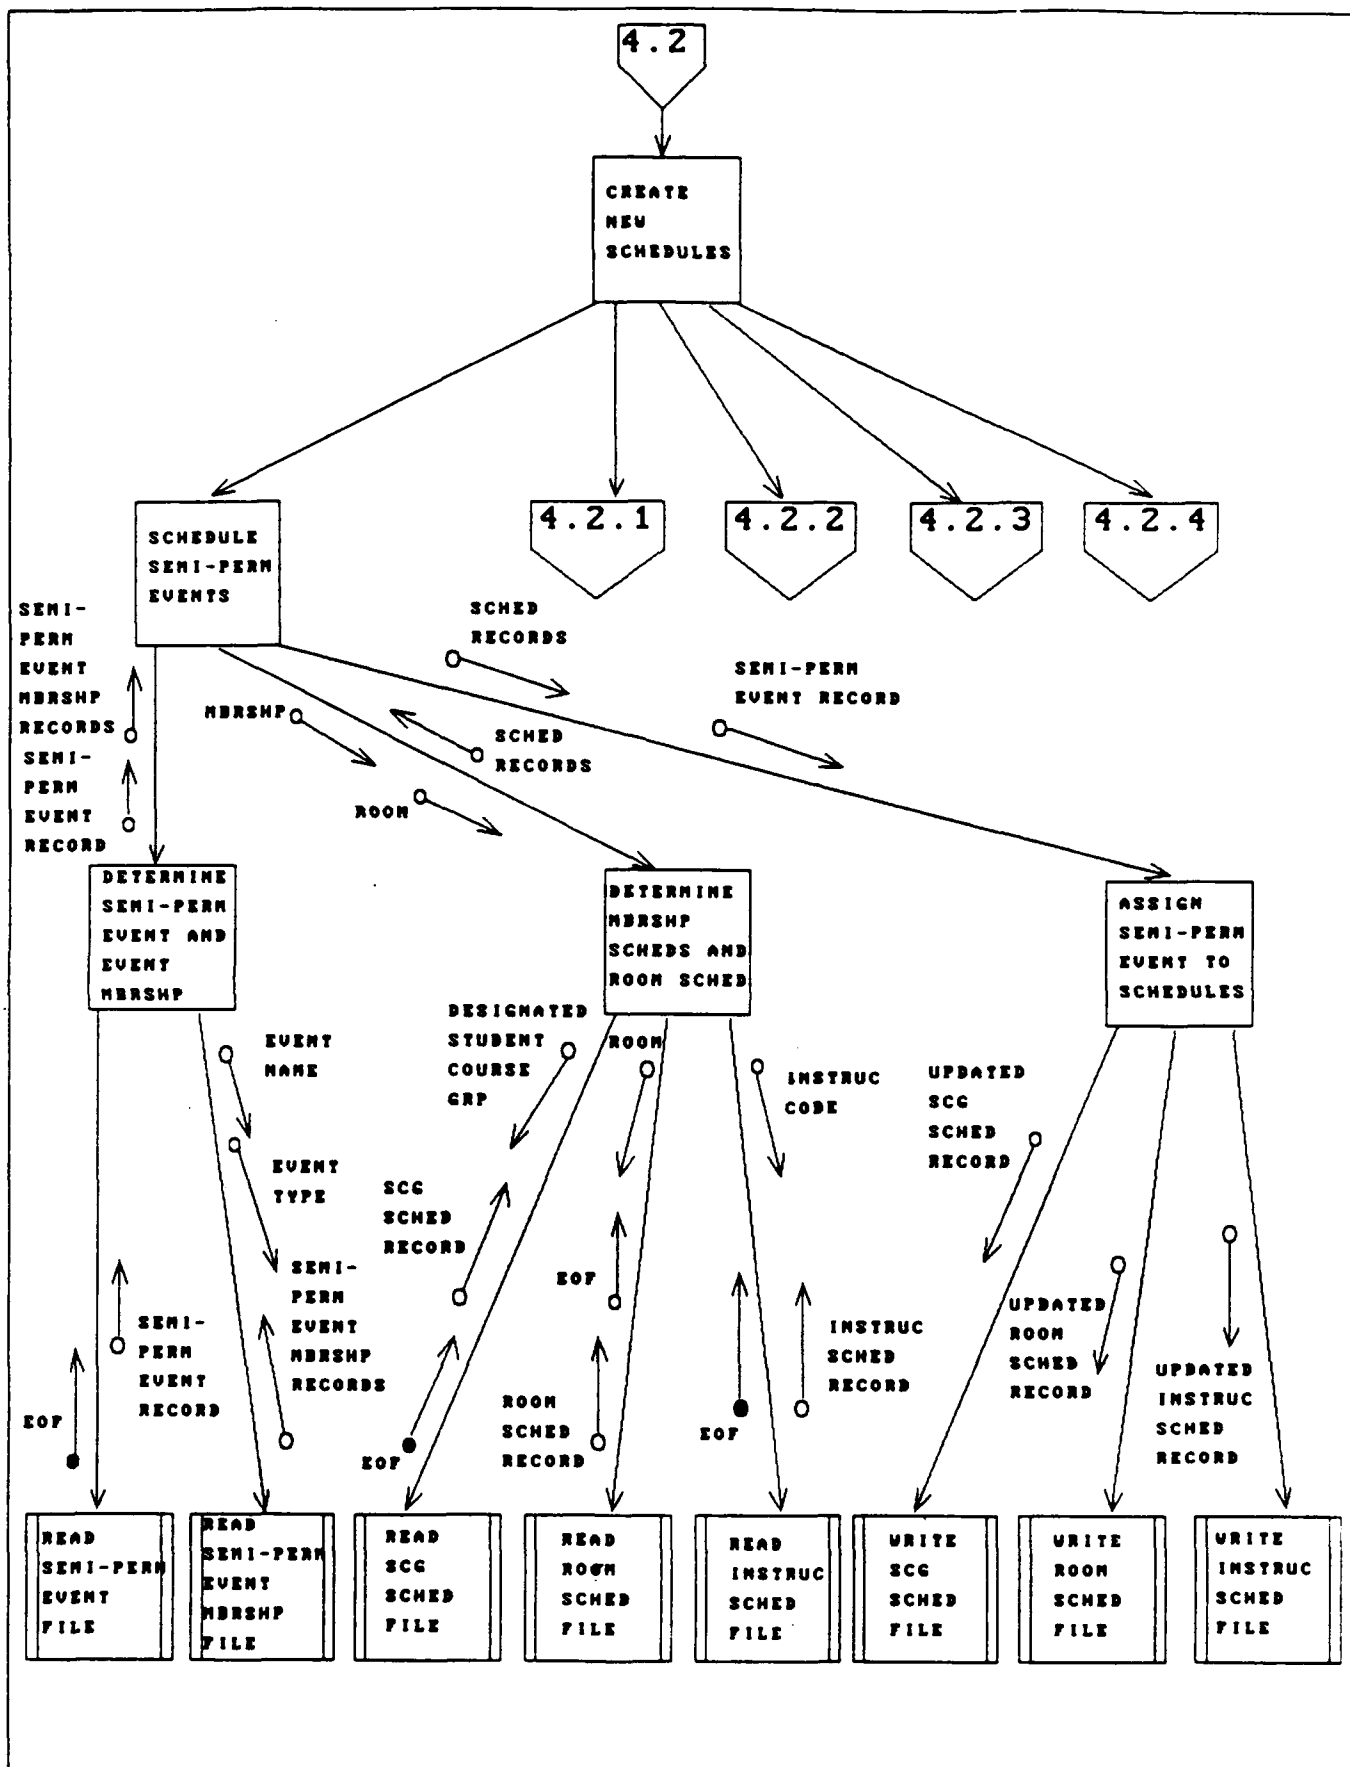 4.2
CREATE
NEW
SCHEDULES
SCHEDULE
SEMI-PERM
EVENTS
4.2.1
4.2.2
4.2.3
4.2.4
SEMI-
PERM
EVENT
MBRSHP
RECORDS
SEMI-
PERM
EVENT
RECORD
MBRSHP
ROOM
SCHED
RECORDS
SCHED
RECORDS
SEMI-PERM
EVENT RECORD
DETERMINE
SEMI-PERM
EVENT AND
EVENT
MBRSHP
DETERMINE
MBRSHP
SCHEDS AND
ROOM SCHED
ASSIGN
SEMI-PERM
EVENT TO
SCHEDULES
EVENT
NAME
EVENT
TYPE
SEMI-
PERM
EVENT
MBRSHP
RECORDS
SEMI-
PERM
EVENT
RECORD
EOF
DESIGNATED
STUDENT
COURSE
GRP
SCG
SCHED
RECORD
EOF
ROOM
EOF
ROOM
SCHED
RECORD
INSTRUC
CODE
EOF
INSTRUC
SCHED
RECORD
UPDATED
SCG
SCHED
RECORD
UPDATED
ROOM
SCHED
RECORD
UPDATED
INSTRUC
SCHED
RECORD
READ
SEMI-PERM
EVENT
FILE
READ
SEMI-PERM
EVENT
MBRSHP
FILE
READ
SCG
SCHED
FILE
READ
ROOM
SCHED
FILE
READ
INSTRUC
SCHED
FILE
WRITE
SCG
SCHED
FILE
WRITE
ROOM
SCHED
FILE
WRITE
INSTRUC
SCHED
FILE